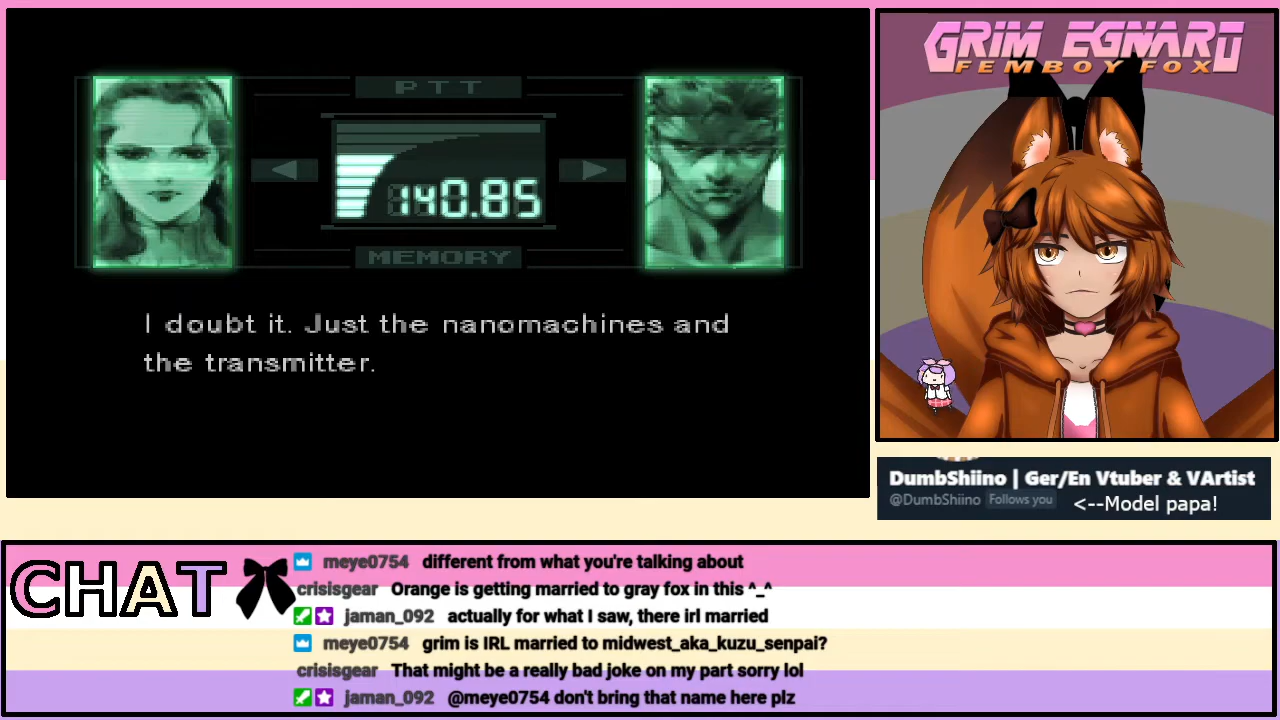 PTT
140.85
MEMORY
I doubt it. Just the nanomachines and
the transmitter.
GRIM EGNART
FEMBOY FOX
DumbShiino | Ger/En Vtuber & VArtist
@DumbShiino Follows you <--Model papa!
CHAT
meye0754 different from what you're talking about
crisisgear Orange is getting married to gray fox in this ^_^
jaman_092 actually for what I saw, there irl married
meye0754 grim is IRL married to midwest_aka_kuzu_senpai?
crisisgear That might be a really bad joke on my part sorry lol
jaman_092 @meye0754 don't bring that name here plz